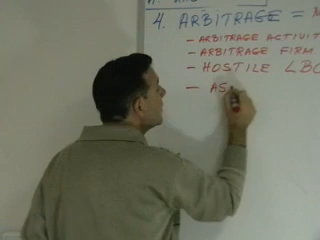 4. ARBITRAGE =
- ARBITRAGE ACTIVIT
- ARBITRAGE FIRM
- HOSTILE LBO
- AS